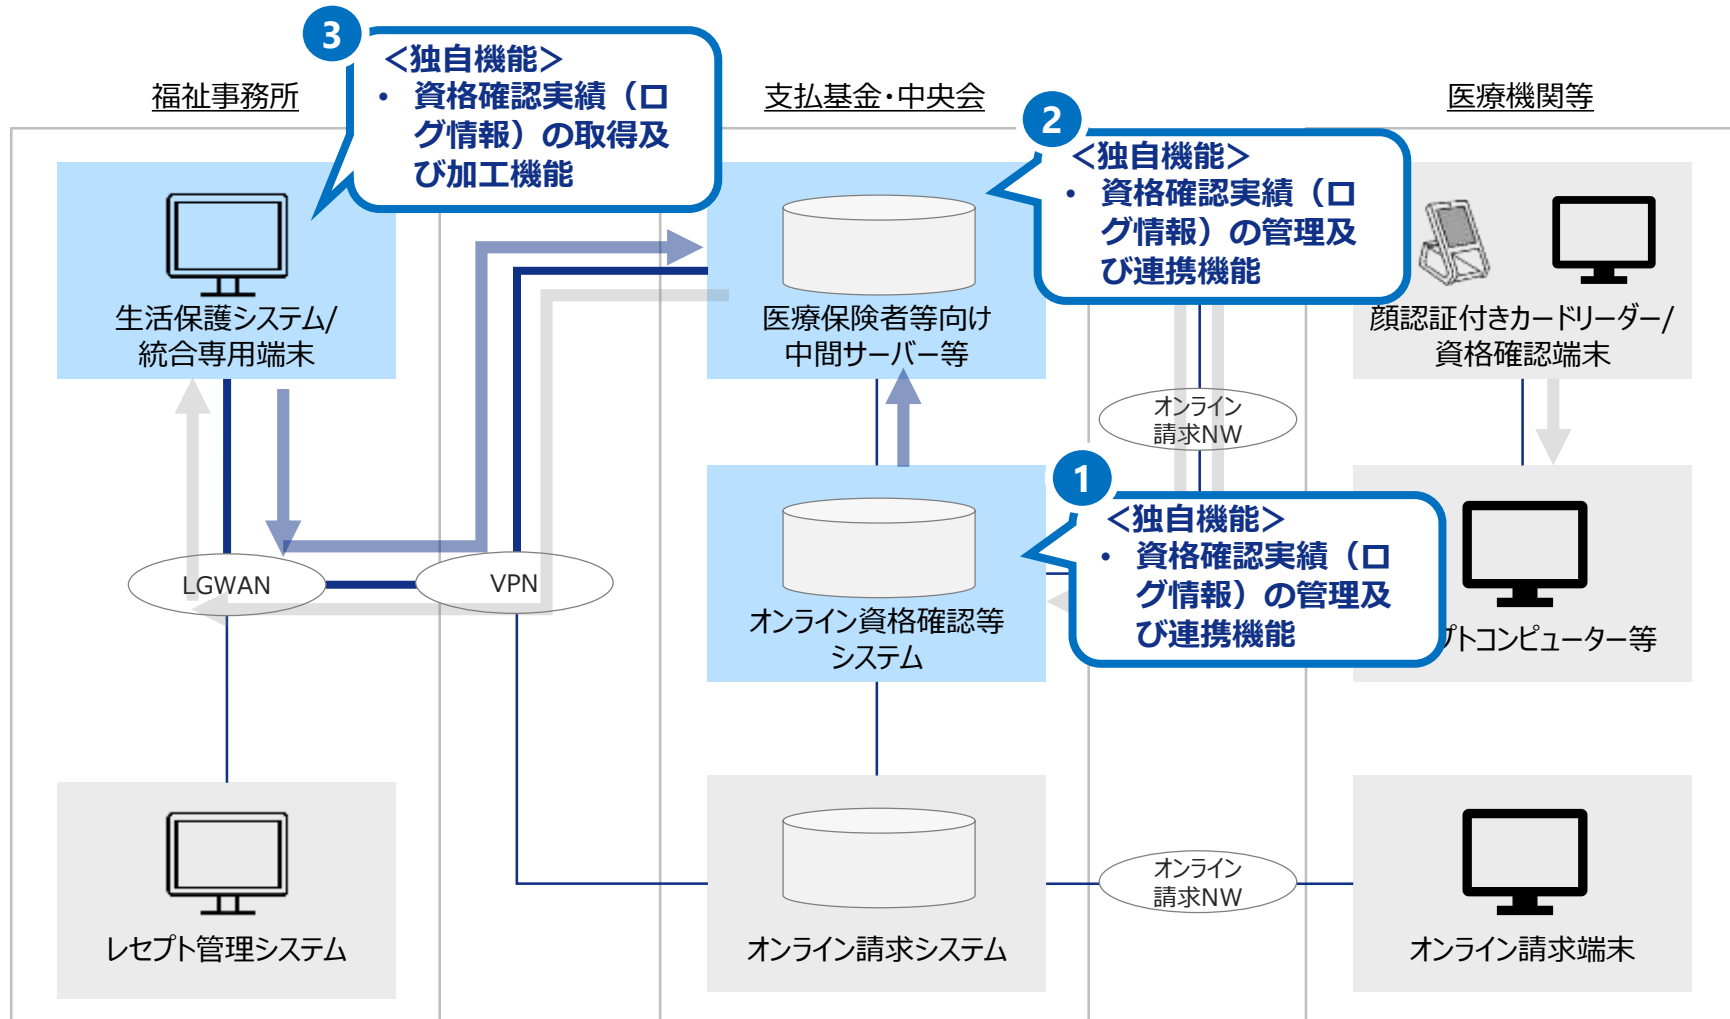 福祉事務所
支払基金・中央会
医療機関等
3
＜独自機能＞
• 資格確認実績（ロ
グ情報）の取得及
び加工機能
2
＜独自機能＞
• 資格確認実績（ロ
グ情報）の管理及
び連携機能
生活保護システム/
統合専用端末
医療保険者等向け
中間サーバー等
顔認証付きカードリーダー/
資格確認端末
オンライン
請求NW
1
＜独自機能＞
• 資格確認実績（ロ
グ情報）の管理及
び連携機能
LGWAN
VPN
オンライン資格確認等
システム
プトコンピューター等
レセプト管理システム
オンライン請求システム
オンライン
請求NW
オンライン請求端末